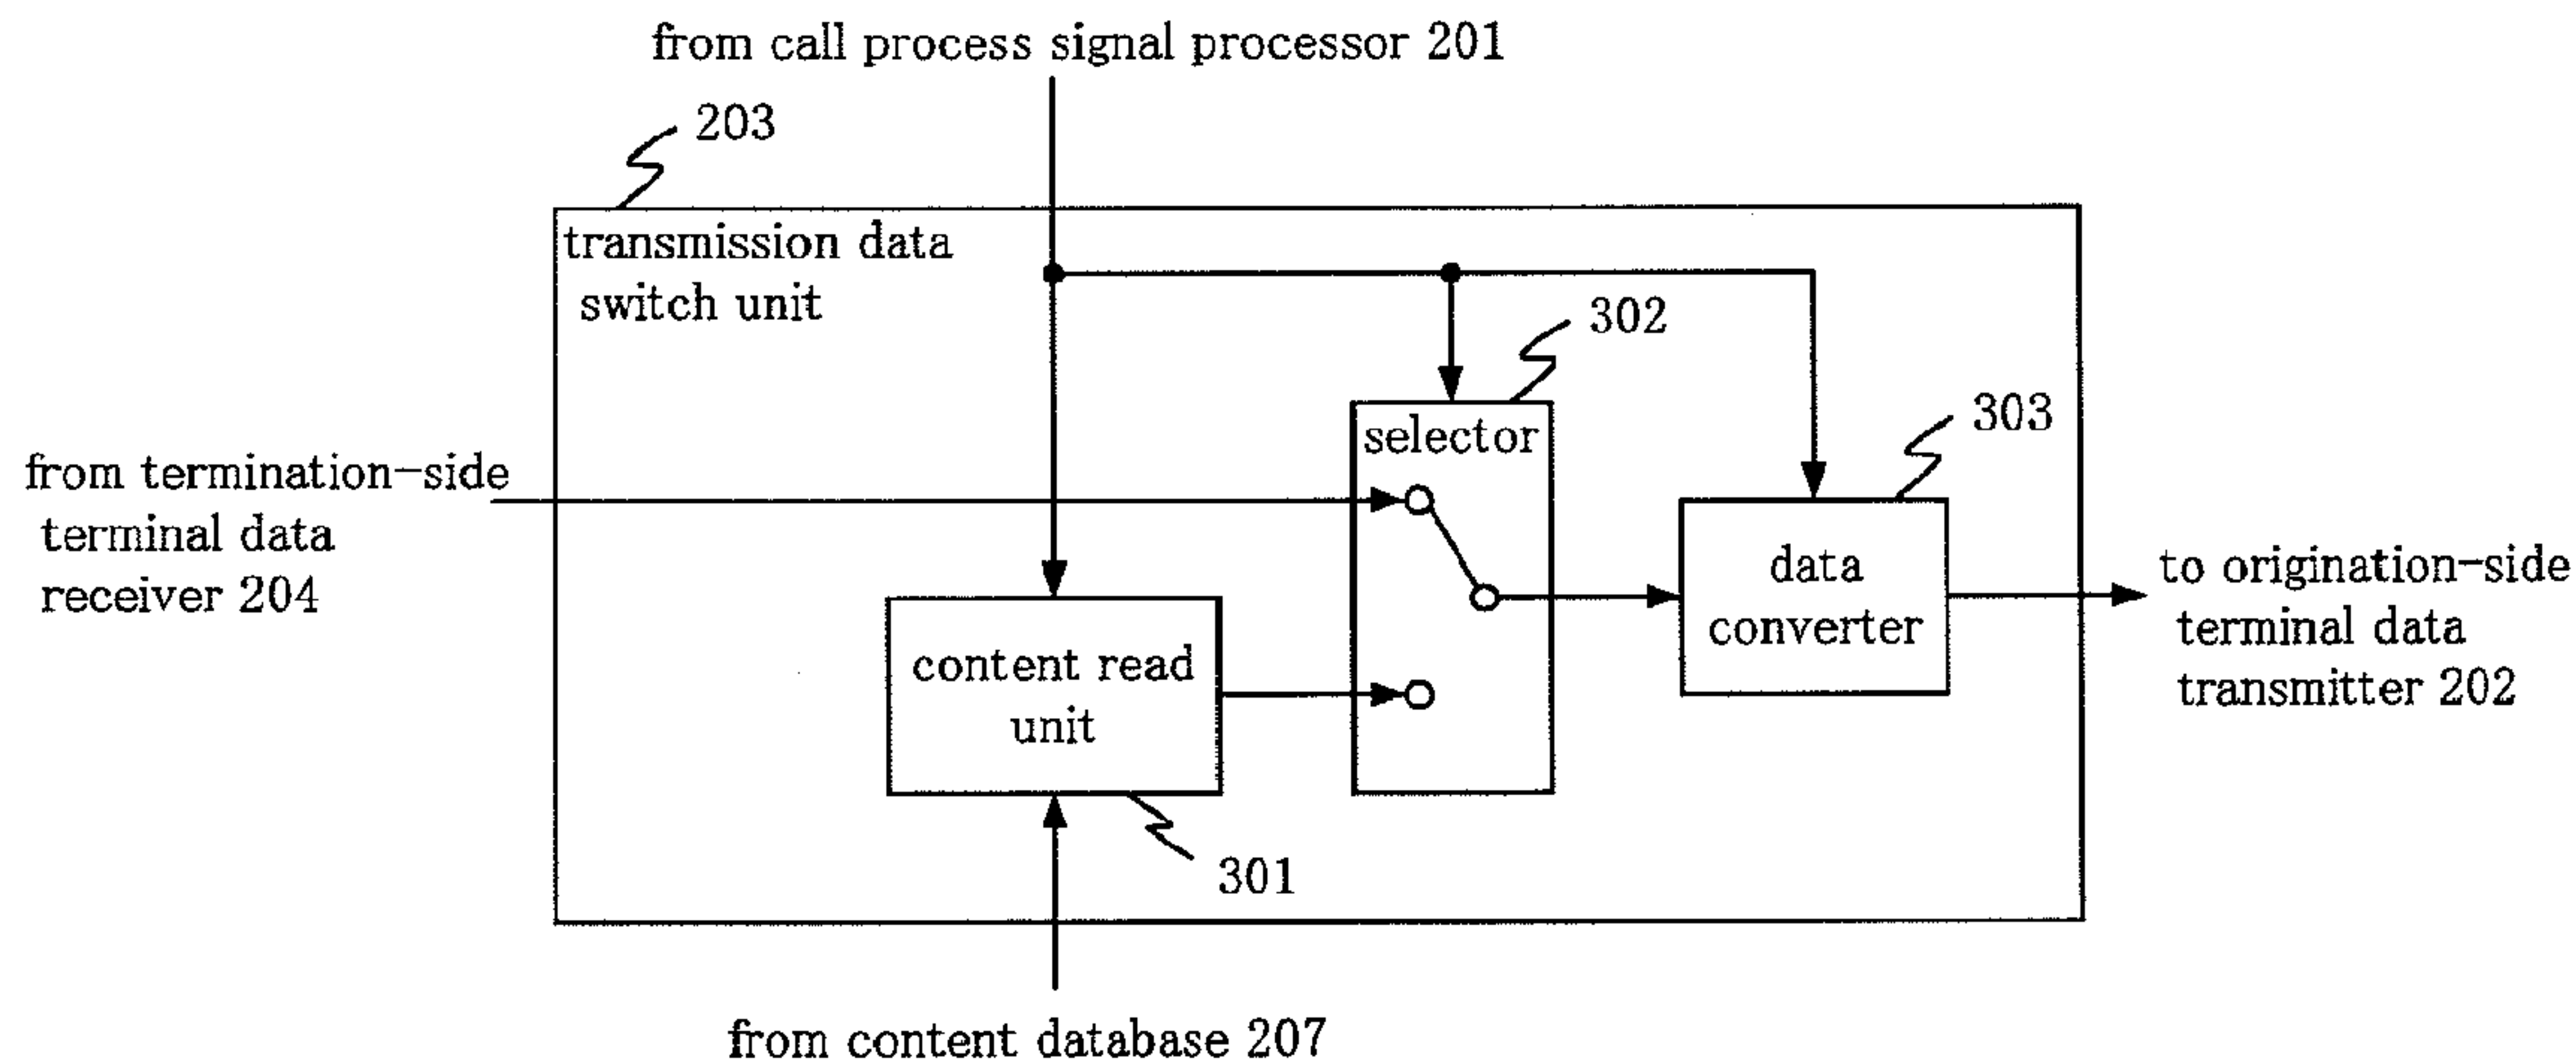 from call process signal processor 201
203
transmission data
switch unit
302
selector
303
from termination-side
terminal data
receiver 204
data
converter
to origination-side
terminal data
transmitter 202
content read
unit
301
from content database 207